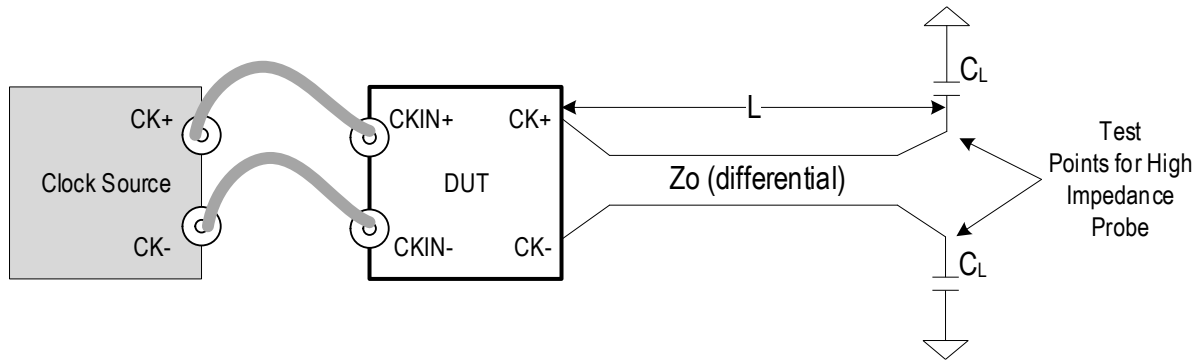 CK+
Clock Source
CK-
CKIN+
DUT
CKIN-
CK+
CK-
L
Zo (differential)
CL
CL
Test
Points for High
Impedance
Probe